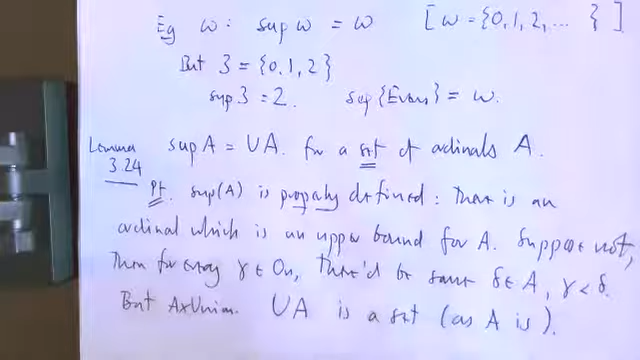 Eg ω: sup ω = ω [ω = {0, 1, 2, ... }]
But 3 = {0, 1, 2}
sup 3 = 2. sup {Evens} = ω.
Lemma 3.24 sup A = ∪A. for a set of ordinals A.
Pf. sup(A) is properly defined: there is an
ordinal which is an upper bound for A. Suppose not,
Then for every γ ∈ On, there'd be some δ ∈ A, γ < δ.
But AxUnion. ∪A is a set (as A is).